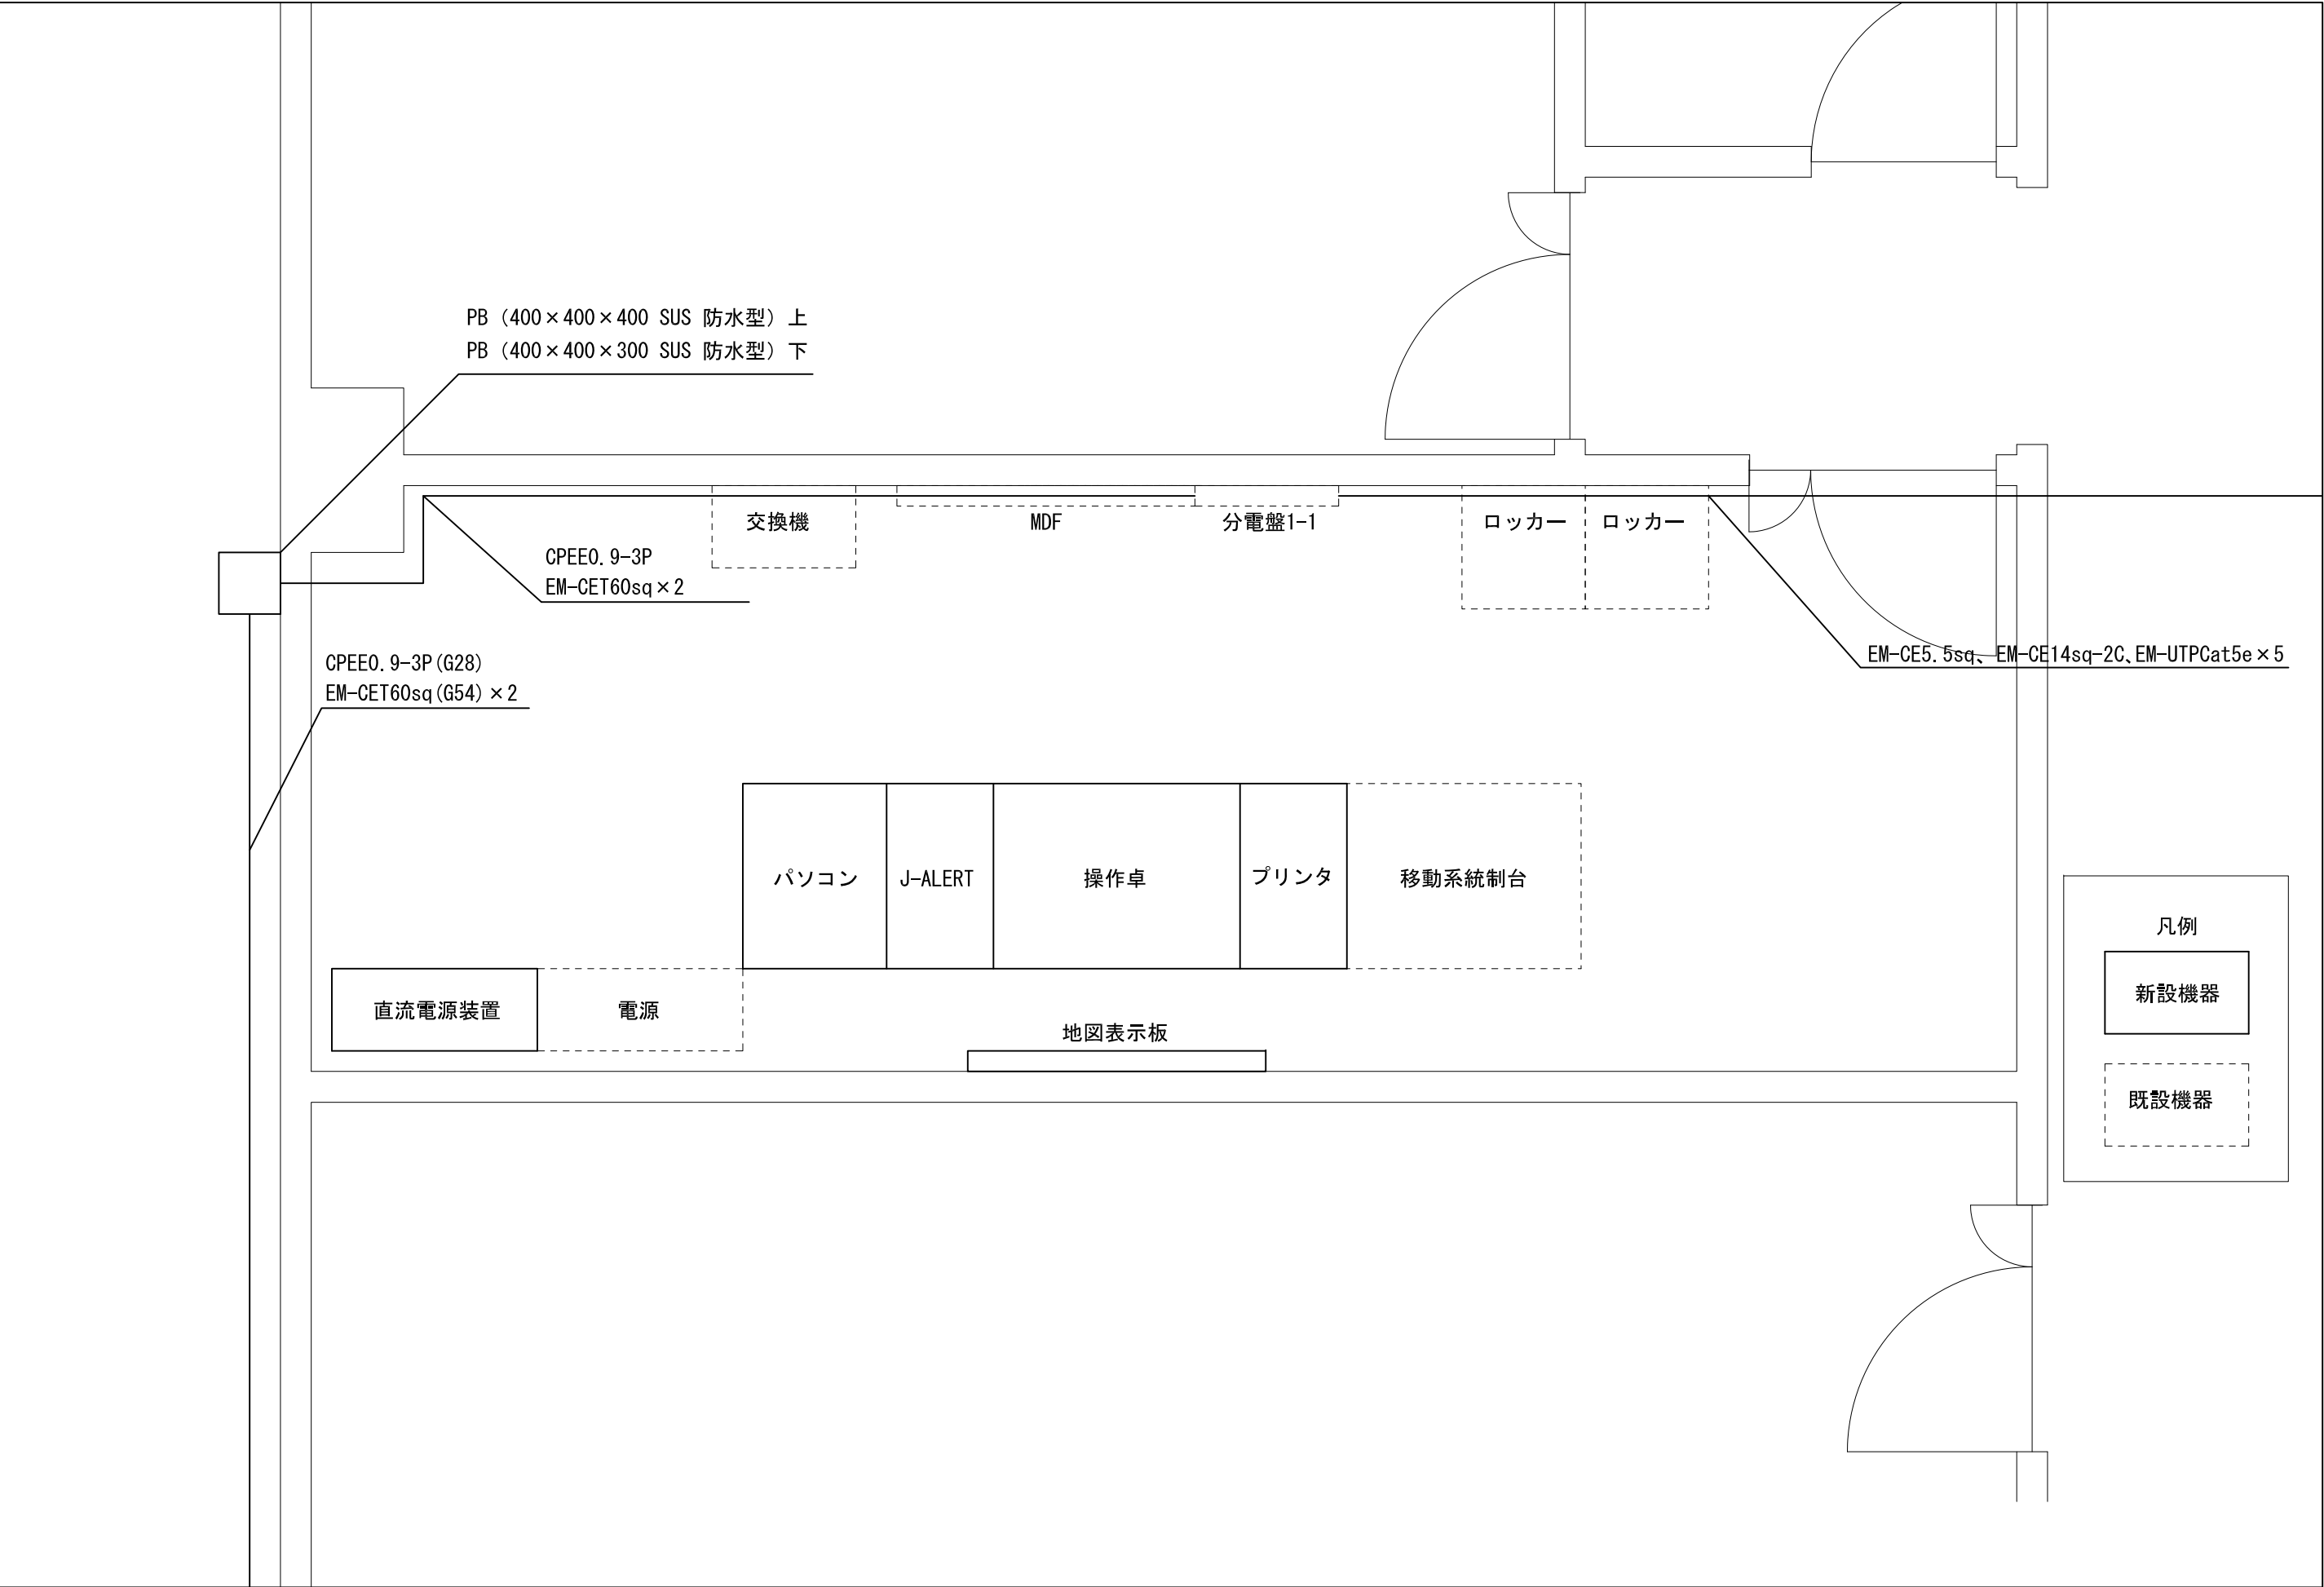 PB（400×400×400 SUS 防水型）上
PB（400×400×300 SUS 防水型）下
交換機
MDF
分電盤1-1
ロッカー
ロッカー
CPEE0.9-3P
EM-CET60sq×2
CPEE0.9-3P(G28)
EM-CET60sq(G54)×2
EM-CE5.5sq、EM-CE14sq-2C、EM-UTPCat5e×5
パソコン
J-ALERT
操作卓
プリンタ
移動系統制台
凡例
新設機器
既設機器
直流電源装置
電源
地図表示板